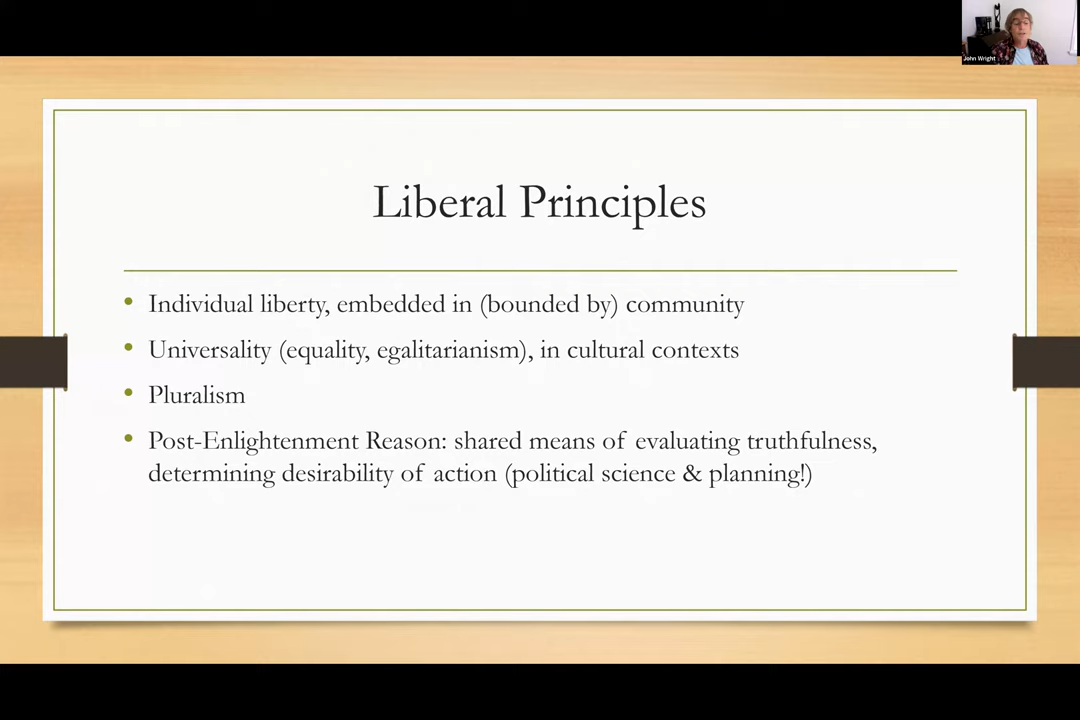 John Wright
Liberal Principles
• Individual liberty, embedded in (bounded by) community
• Universality (equality, egalitarianism), in cultural contexts
• Pluralism
• Post-Enlightenment Reason: shared means of evaluating truthfulness,
determining desirability of action (political science & planning!)